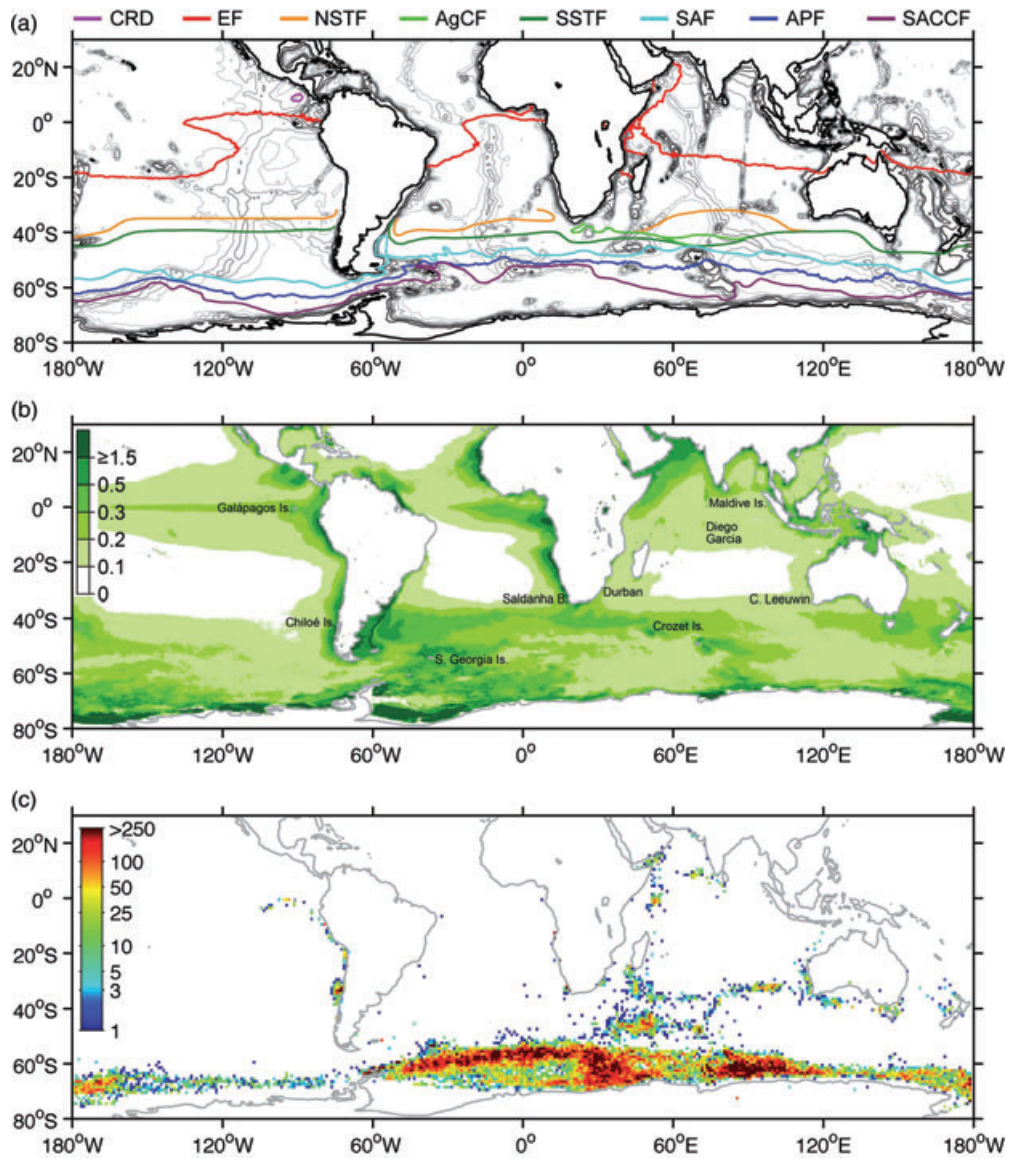 (a)
CRD EF NSTF AgCF SSTF SAF APF SACCF
20°N
0°
20°S
40°S
60°S
80°S
180°W 120°W 60°W 0° 60°E 120°E 180°W
(b)
≥1.5
0.5
0.3
0.2
0.1
0
20°N
0°
20°S
40°S
60°S
80°S
Galápagos Is.
Maldive Is.
Diego
Garcia
Saldanha B.
Durban
C. Leeuwin
Chiloé Is.
Crozet Is.
S. Georgia Is.
180°W 120°W 60°W 0° 60°E 120°E 180°W
(c)
>250
100
50
25
10
5
3
1
20°N
0°
20°S
40°S
60°S
80°S
180°W 120°W 60°W 0° 60°E 120°E 180°W